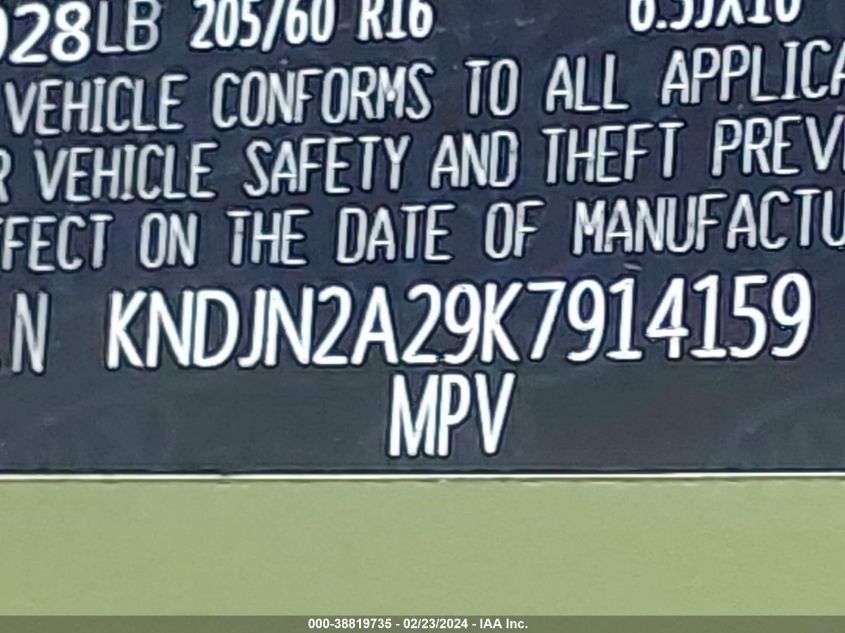 928LB 205/60 R16 6.5JX16
VEHICLE CONFORMS TO ALL APPLICA
R VEHICLE SAFETY AND THEFT PREV
FFECT ON THE DATE OF MANUFACTU
N KNDJN2A29K7914159
MPV
000-38819735 - 02/23/2024 - IAA Inc.